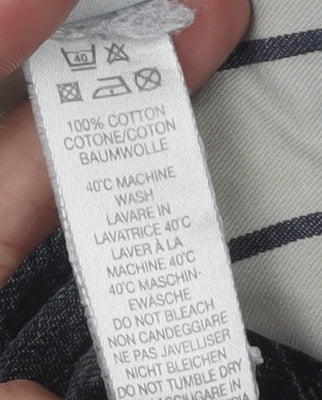 40
100% COTTON
COTONE/COTON
BAUMWOLLE
40°C MACHINE
WASH
LAVARE IN
LAVATRICE 40°C
LAVER À LA
MACHINE 40°C
40°C MASCHIN-
EWÄSCHE
DO NOT BLEACH
NON CANDEGGIARE
NE PAS JAVELLISER
NICHT BLEICHEN
DO NOT TUMBLE DRY